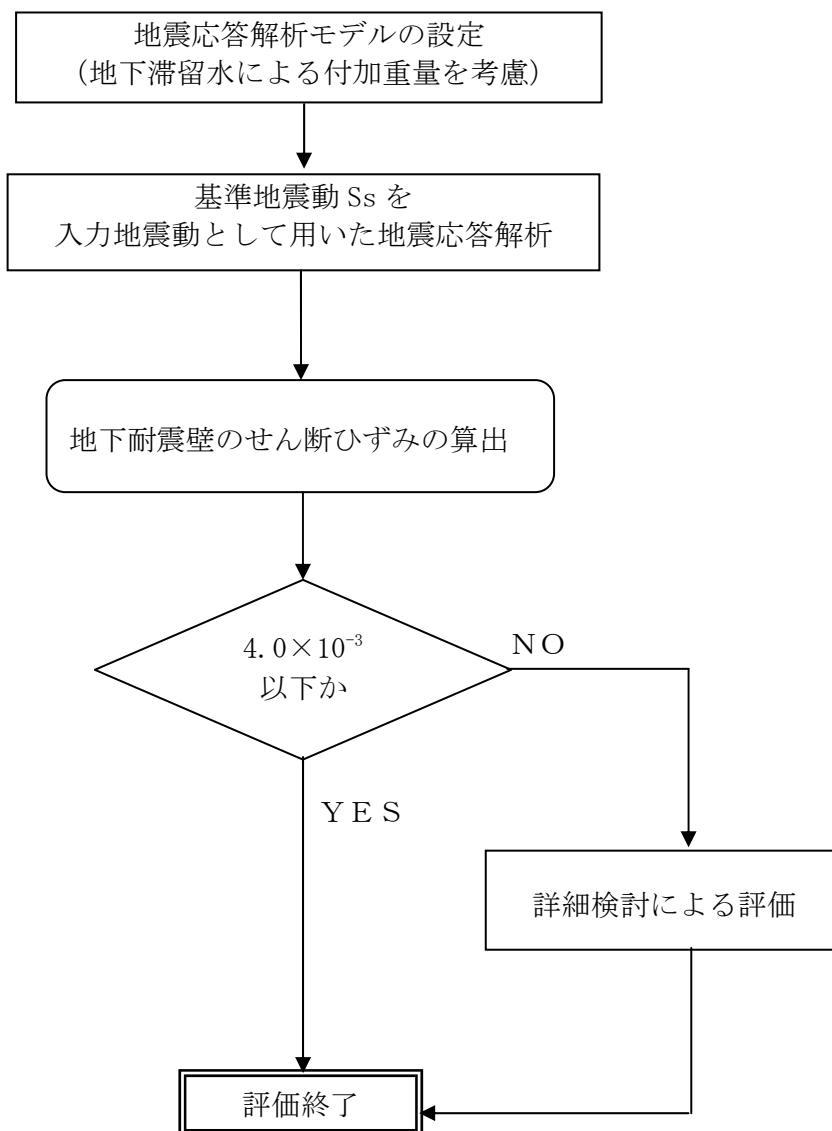 地震応答解析モデルの設定
（地下滞留水による付加重量を考慮）
基準地震動 Ss を
入力地震動として用いた地震応答解析
地下耐震壁のせん断ひずみの算出
4.0×10⁻³
以下か
ＮＯ
ＹＥＳ
詳細検討による評価
評価終了